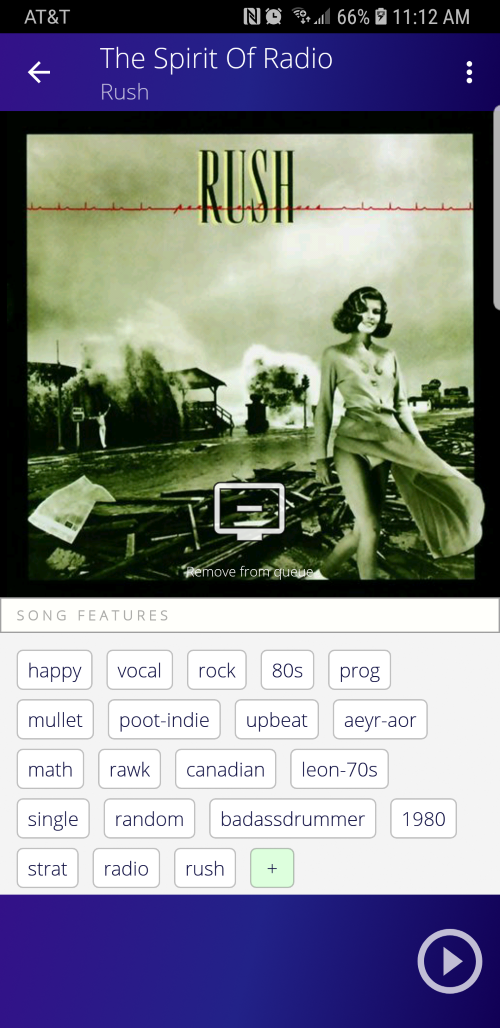 AT&T 66% 11:12 AM
The Spirit Of Radio
Rush
RUSH
permanent waves
Remove from queue
SONG FEATURES
happy vocal rock 80s prog
mullet poot-indie upbeat aeyr-aor
math rawk canadian leon-70s
single random badassdrummer 1980
strat radio rush +